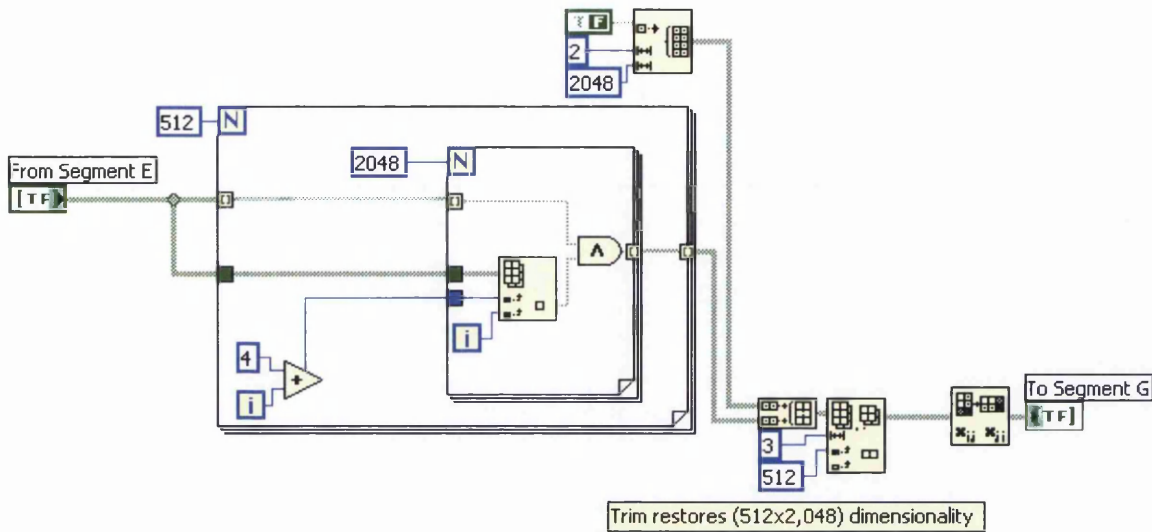 F
2
2048
512
N
2048
N
From Segment E
[TF]
i
4
+
i
To Segment G
TF]
3
512
Trim restores (512x2,048) dimensionality